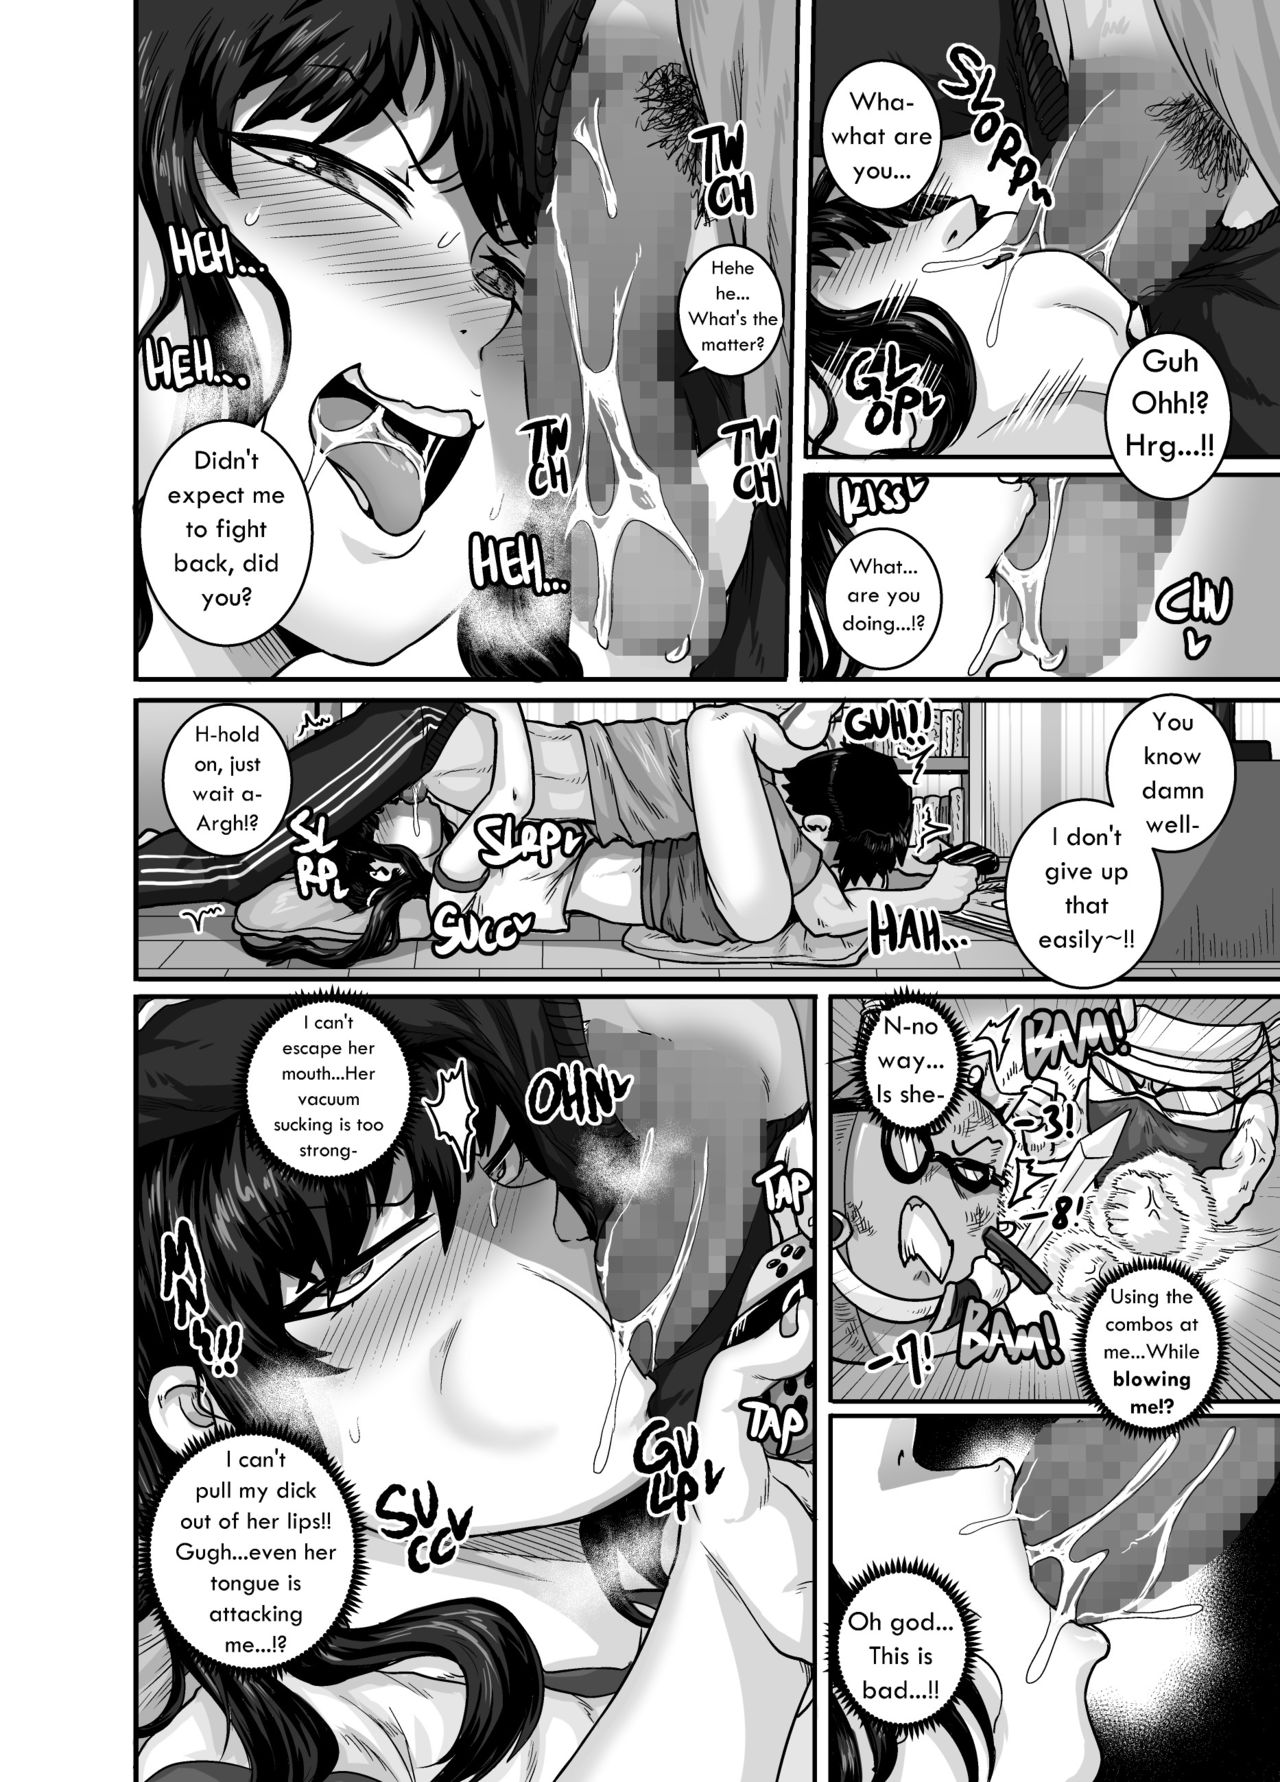 Wha-
what are
you...
SLORPP
GLOP
Guh
Ohh!?
Hrg...!!
KISS
What...
are you
doing...!?
CHU
TWCH
Hehe
he...
What's the
matter?
HEH...
HEH...
TWCH
TWCH
HEH...
Didn't
expect me
to fight
back, did
you?
You
know
damn
well-
I don't
give up
that
easily~!!
GUH!!
HAH...
SLRP
SUCC
SLRP
H-hold
on, just
wait a-
Argh!?
N-no
way...
Is she-
BAM!
-3!
-8!
-7!
BAM!
Using the
combos at
me...While
blowing
me!?
I can't
escape her
mouth...Her
vacuum
sucking is too
strong-
OHN
TAP
TAP
MNN!!
GULP
SUCC
I can't
pull my dick
out of her lips!!
Gugh...even her
tongue is
attacking
me...!?
Oh god...
This is
bad...!!